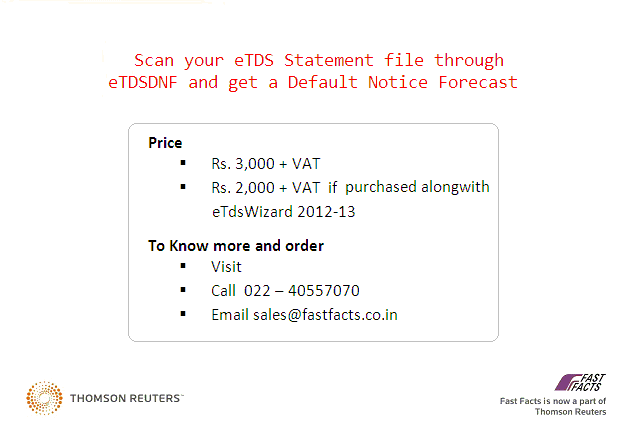 Scan your eTDS Statement file through
eTDSDNF and get a Default Notice Forecast
Price
▪ Rs. 3,000 + VAT
▪ Rs. 2,000 + VAT if purchased alongwith
eTdsWizard 2012-13
To Know more and order
▪ Visit
▪ Call 022 – 40557070
▪ Email sales@fastfacts.co.in
THOMSON REUTERS™
FAST
FACTS
Fast Facts is now a part of
Thomson Reuters